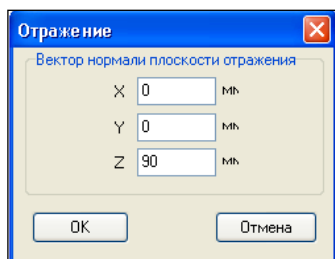 Отражение
Вектор нормали плоскости отражения
X 0 мм
Y 0 мм
Z 90 мм
OK Отмена